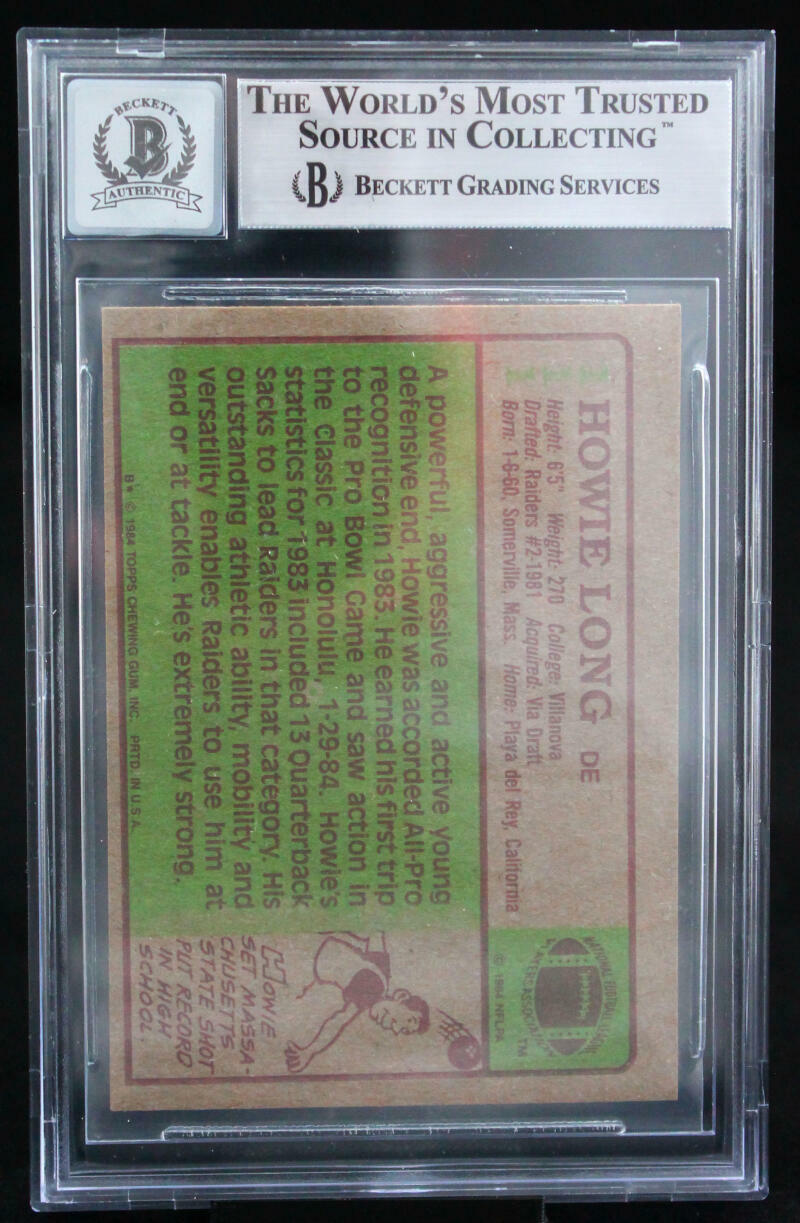 BECKETT
B
AUTHENTIC
THE WORLD'S MOST TRUSTED
SOURCE IN COLLECTING™
B BECKETT GRADING SERVICES
HOWIE LONG DE
Height: 6'5" Weight: 270 College: Villanova
Drafted: Raiders #2-1981 Acquired: Via Draft
Born: 1-6-60, Somerville, Mass. Home: Playa del Rey, California
NATIONAL FOOTBALL LEAGUE
PLAYERS ASSOCIATION
TM
© 1984 NFLPA
A powerful, aggressive and active young
defensive end, Howie was accorded All-Pro
recognition in 1983. He earned his first trip
to the Pro Bowl Game and saw action in
the Classic at Honolulu, 1-29-84. Howie's
statistics for 1983 included 13 Quarterback
Sacks to lead Raiders in that category. His
outstanding athletic ability, mobility and
versatility enables Raiders to use him at
end or at tackle. He's extremely strong.
HOWIE
SET MASSA-
CHUSETTS
STATE SHOT
PUT RECORD
IN HIGH
SCHOOL.
B* © 1984 TOPPS CHEWING GUM, INC. PRTD. IN U.S.A.